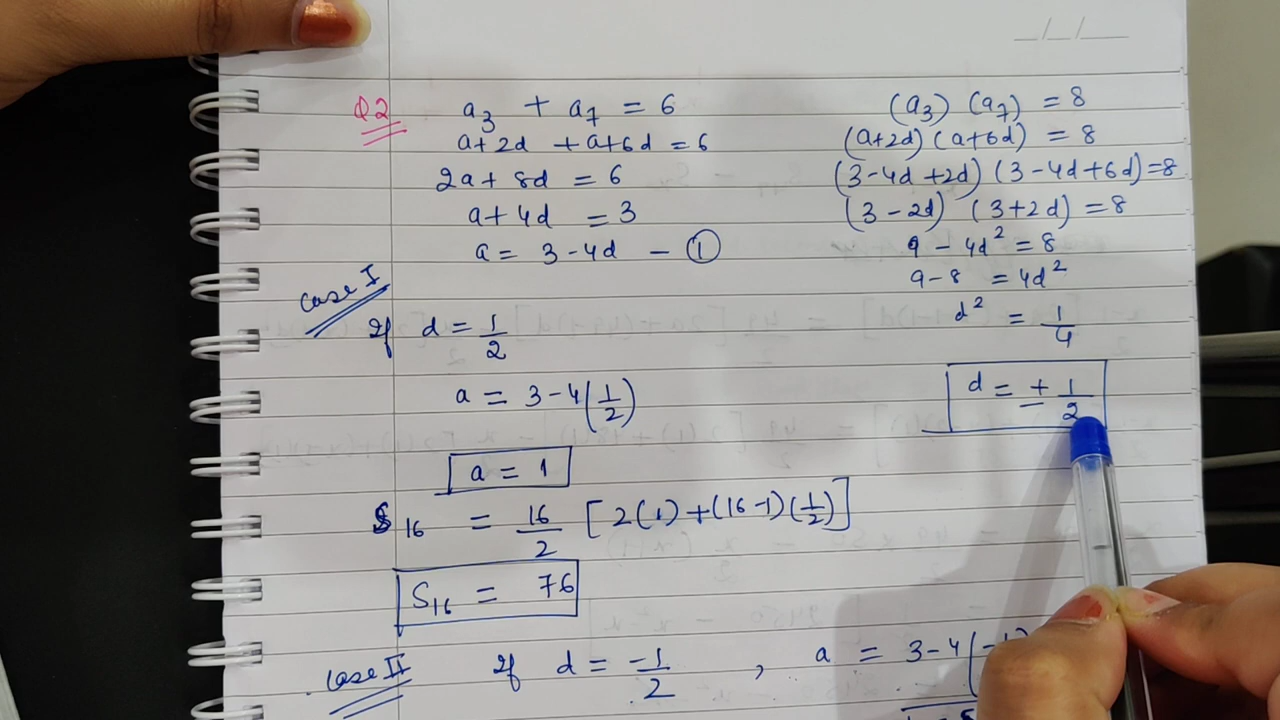 _/_/__
Q2
a₃ + a₇ = 6
a+2d + a+6d = 6
2a + 8d = 6
a + 4d = 3
a = 3-4d - ①
(a₃) (a₇) = 8
(a+2d) (a+6d) = 8
(3-4d+2d) (3-4d+6d)=8
(3-2d) (3+2d) = 8
9 - 4d² = 8
9-8 = 4d²
d² = 1/4
d = ± 1/2
Case I
If d = 1/2
a = 3-4(1/2)
a = 1
S₁₆ = 16/2 [2(1)+(16-1)(1/2)]
S₁₆ = 76
Case II If d = -1/2 , a = 3-4(-1